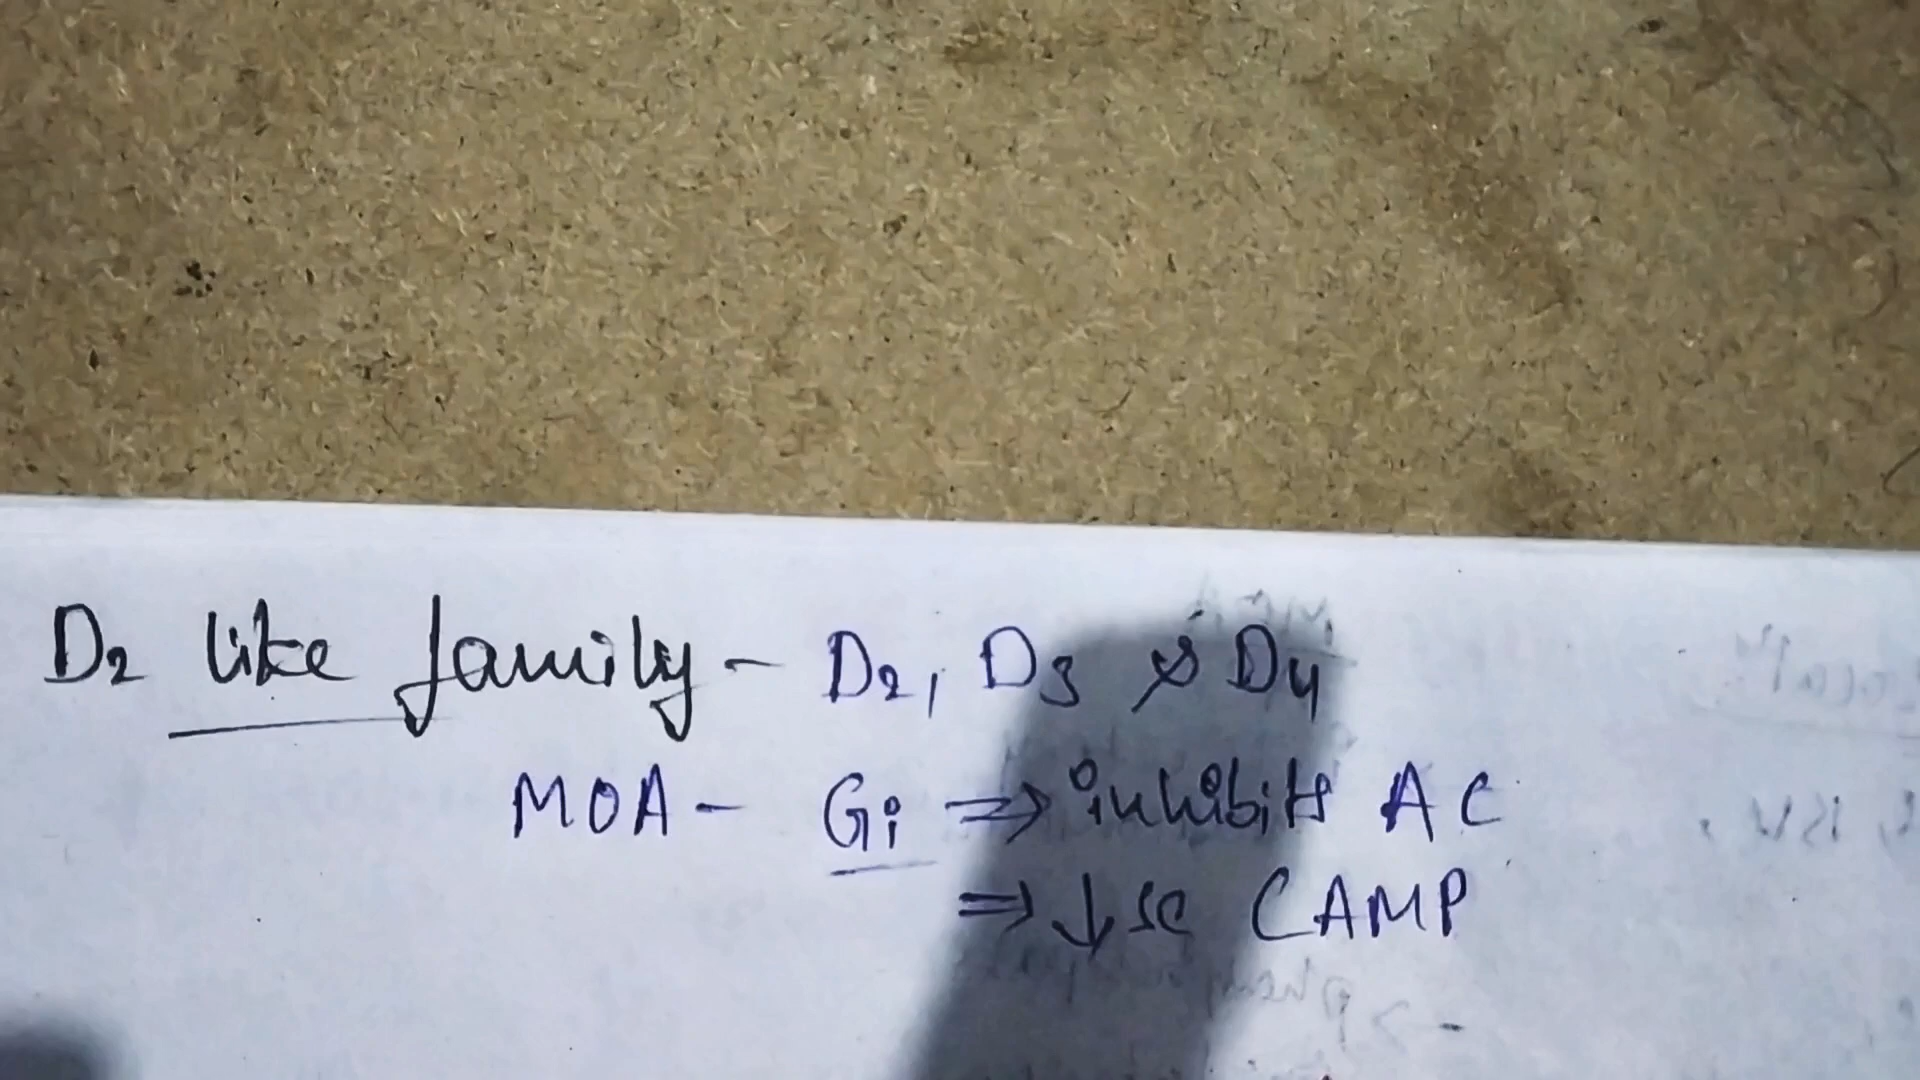 D2 like family - D2, D3 & D4
MOA - Gi ⇒ inhibits AC
⇒ ↓se CAMP